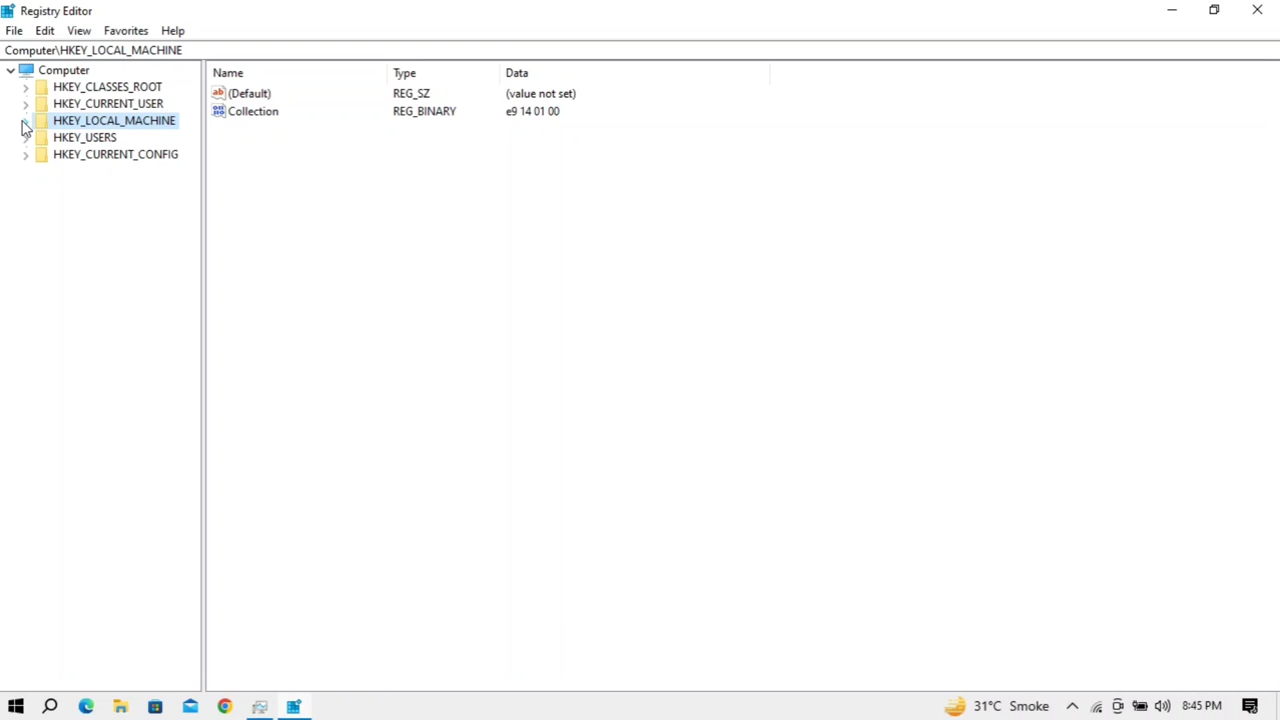 Registry Editor
File Edit View Favorites Help
Computer\HKEY_LOCAL_MACHINE
Computer
HKEY_CLASSES_ROOT
HKEY_CURRENT_USER
HKEY_LOCAL_MACHINE
HKEY_USERS
HKEY_CURRENT_CONFIG
Name Type Data
(Default) REG_SZ (value not set)
Collection REG_BINARY e9 14 01 00
31°C Smoke 8:45 PM